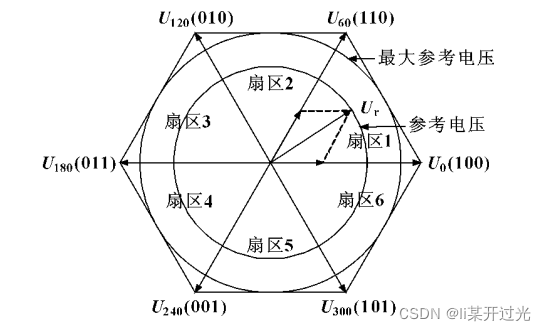 U120(010)
U60(110)
最大参考电压
扇区2
Ur
扇区3
参考电压
扇区1
U180(011)
U0(100)
扇区4
扇区6
扇区5
U240(001)
U300(101)
CSDN @li某开过光